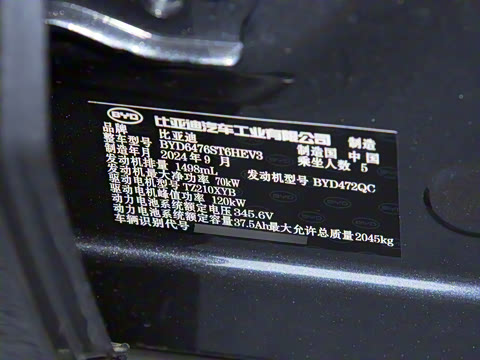 BYD 比亚迪汽车工业有限公司 制造
品牌 比亚迪 制造国 中国
整车型号 BYD6476ST6HEV3 乘坐人数 5
制造年月 2024年9月
发动机排量 1498mL 发动机型号 BYD472QC
发动机最大净功率 70kW
驱动电机型号 TZ210XYB
驱动电机峰值功率 120kW
动力电池系统额定电压 345.6V
动力电池系统额定容量 37.5Ah 最大允许总质量 2045kg
车辆识别代号